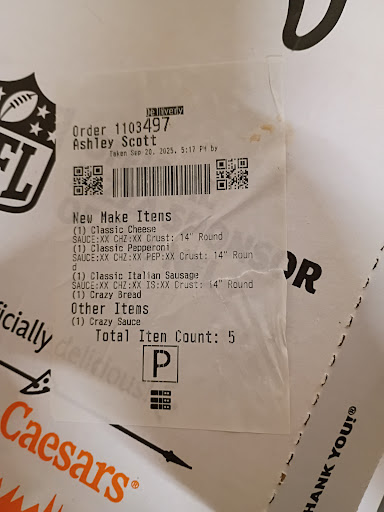 Delivery
Order 1103497
Ashley Scott
Taken Sep 20, 2025, 5:17 PM by
New Make Items
(1) Classic Cheese
SAUCE:XX CHZ:XX Crust: 14" Round
(1) Classic Pepperoni
SAUCE:XX CHZ:XX PEP:XX Crust: 14" Roun
d
(1) Classic Italian Sausage
SAUCE:XX CHZ:XX IS:XX Crust: 14" Round
(1) Crazy Bread
Other Items
(1) Crazy Sauce
Total Item Count: 5
P
FL
OR
icially delicious
Caesars®
HANK YOU!®